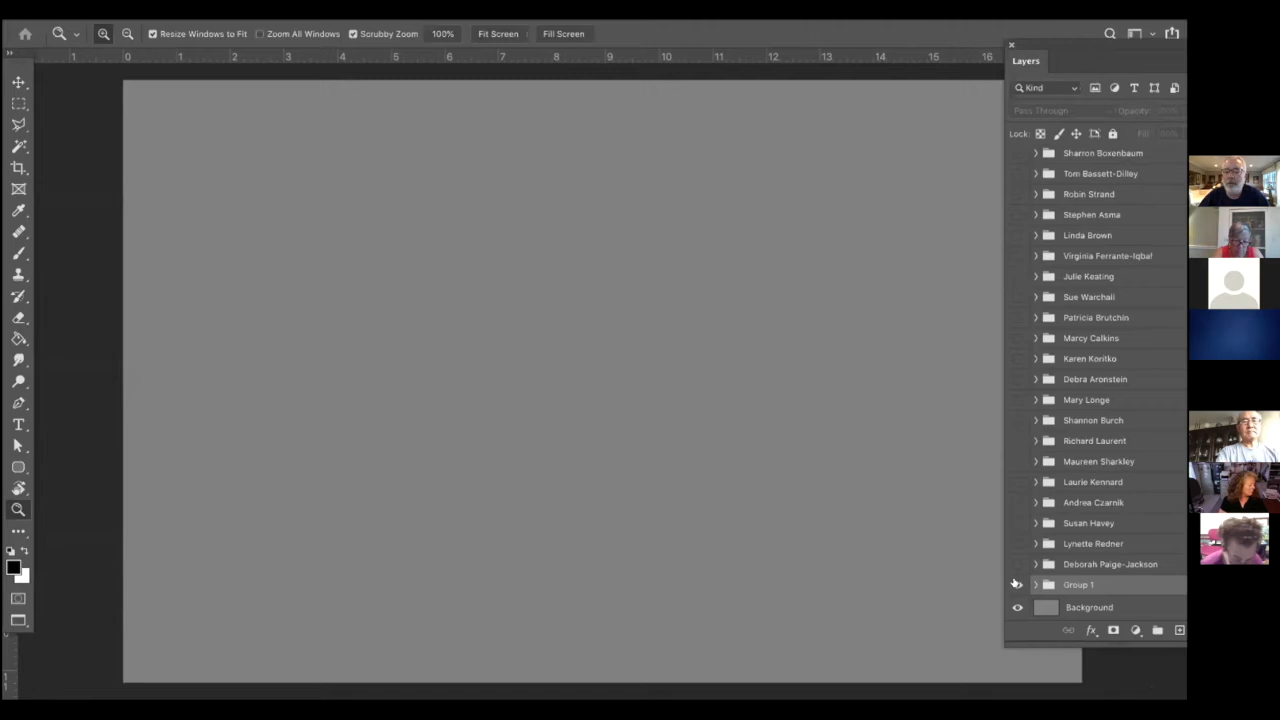 Resize Windows to Fit Zoom All Windows Scrubby Zoom 100% Fit Screen Fill Screen
1 0 1 2 3 4 5 6 7 8 9 10 11 12 13 14 15 16
Layers
Kind
Pass Through Opacity:
Lock: Fill:
Sharron Boxenbaum
Tom Bassett-Dilley
Robin Strand
Stephen Asma
Linda Brown
Virginia Ferrante-Iqbal
Julie Keating
Sue Warchall
Patricia Brutchin
Marcy Calkins
Karen Koritko
Debra Aronstein
Mary Longe
Shannon Burch
Richard Laurent
Maureen Sharkley
Laurie Kennard
Andrea Czarnik
Susan Havey
Lynette Redner
Deborah Paige-Jackson
Group 1
Background
fx